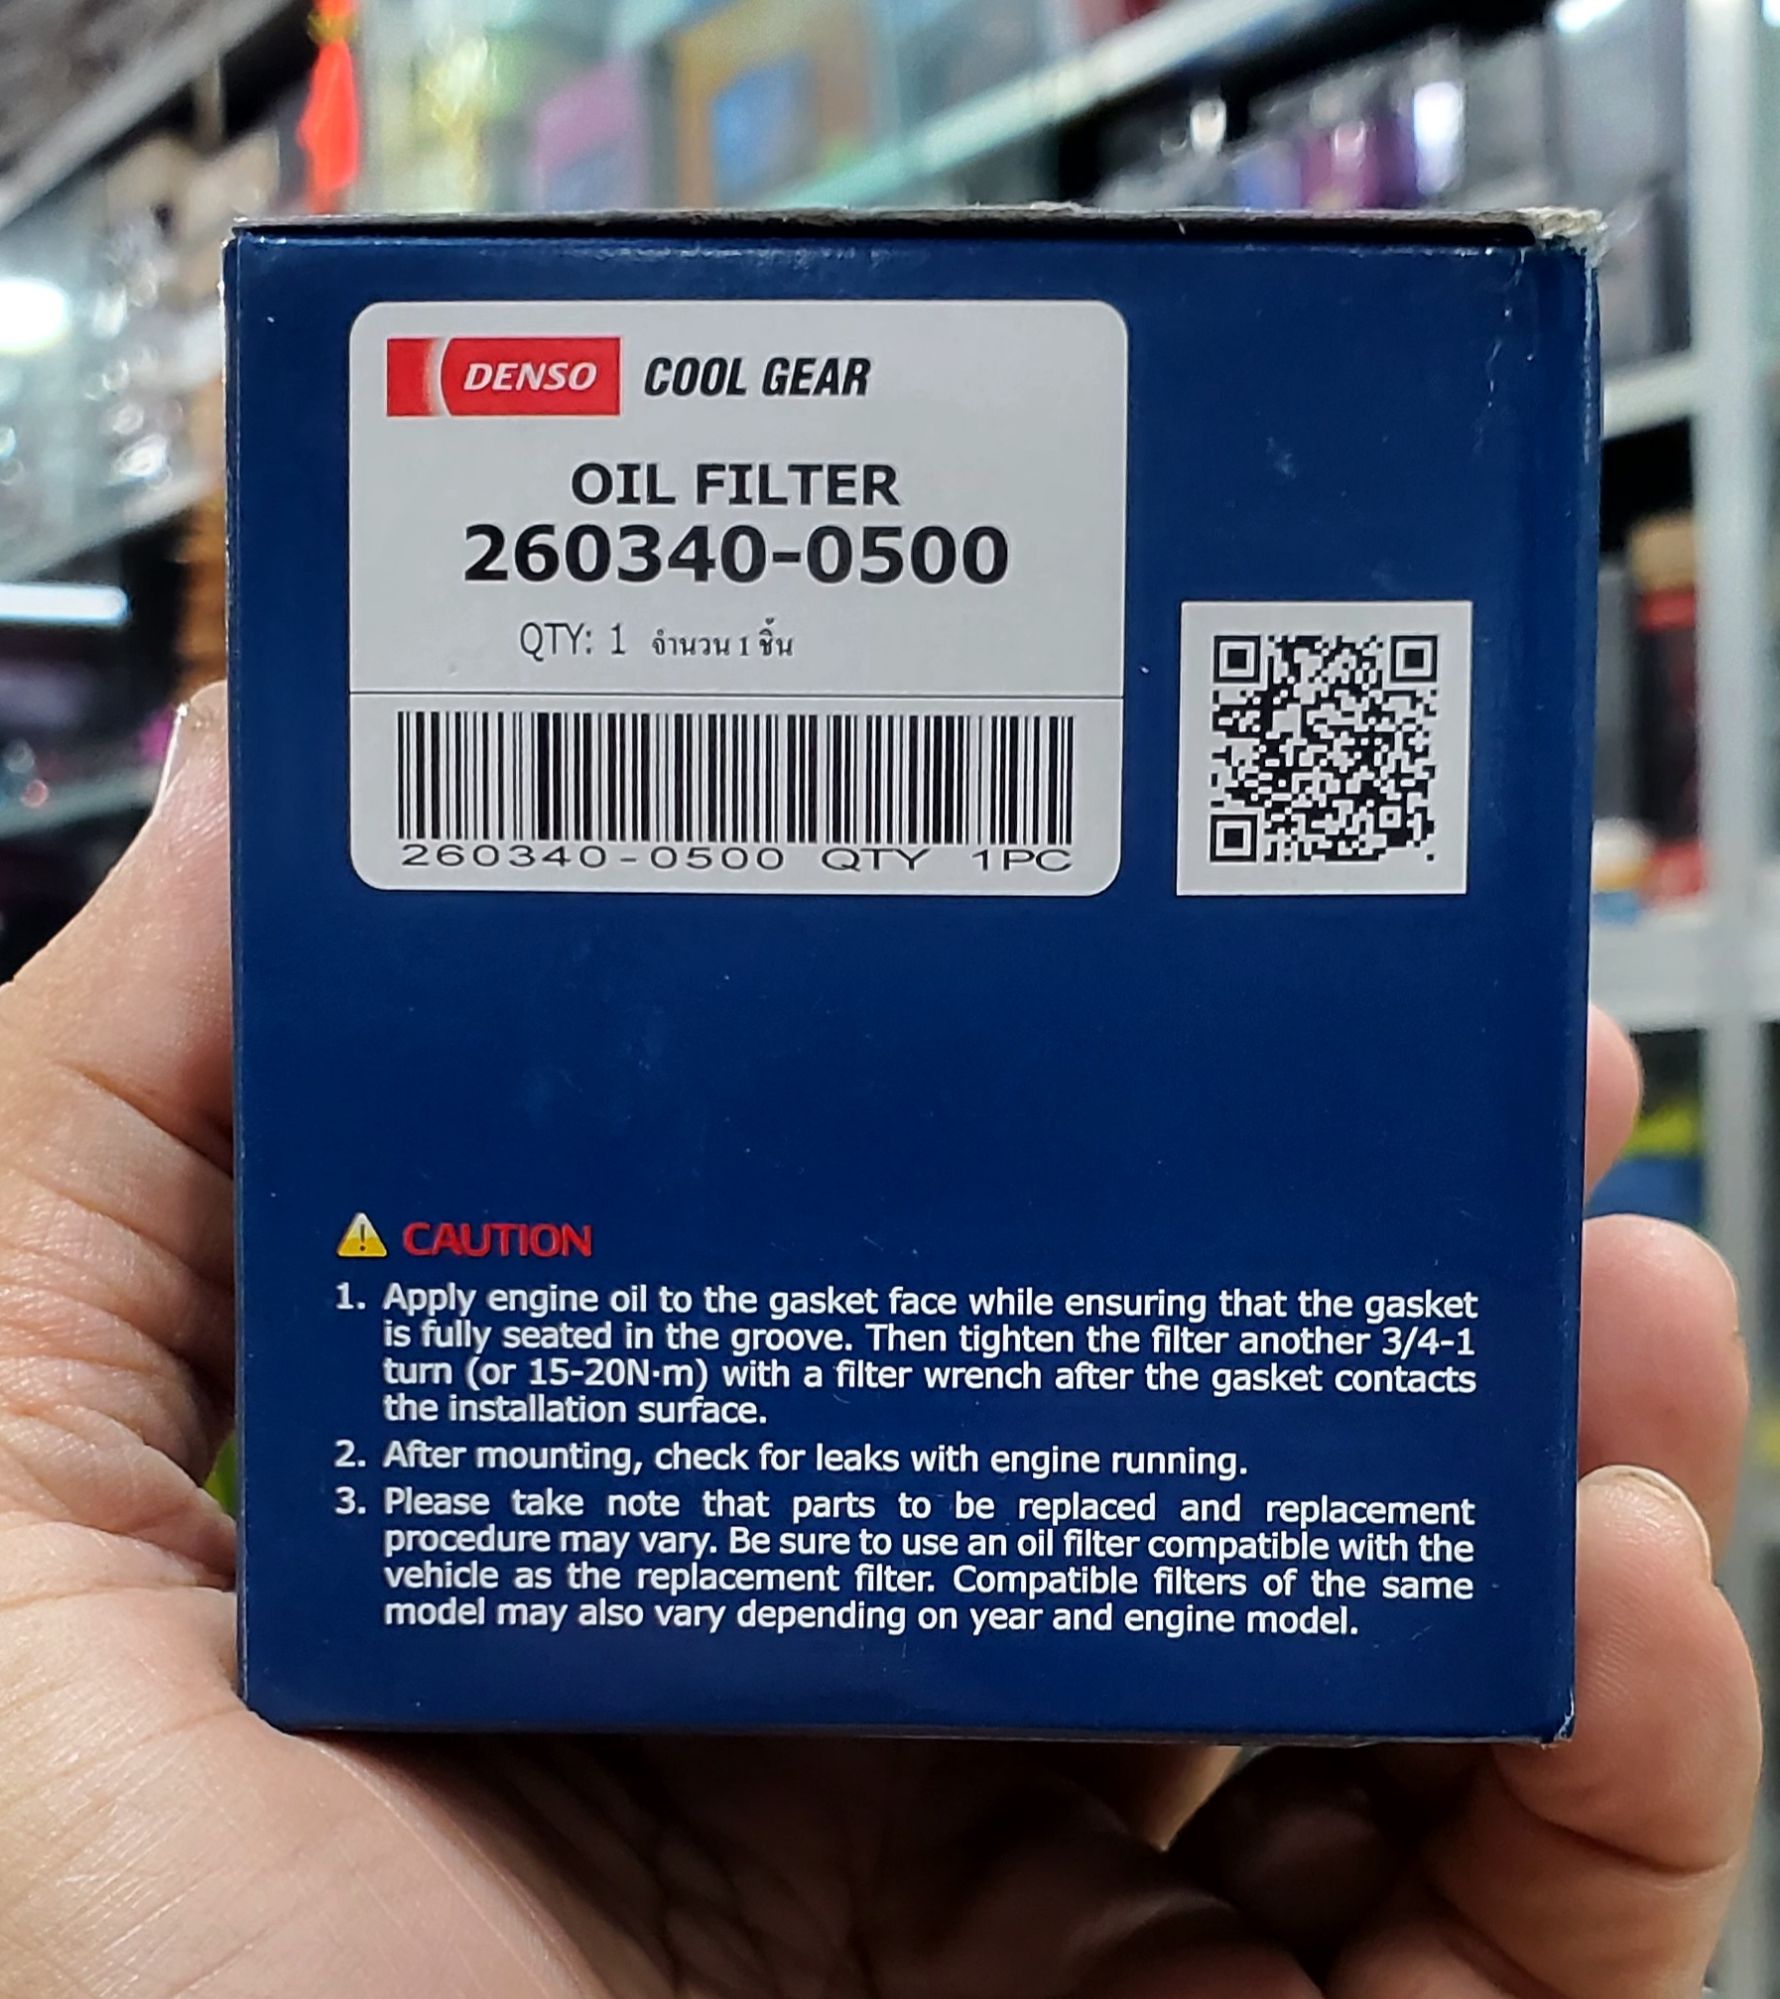 DENSO COOL GEAR
OIL FILTER
260340-0500
QTY: 1 จำนวน 1 ชิ้น
260340-0500 QTY 1PC
CAUTION
1. Apply engine oil to the gasket face while ensuring that the gasket
is fully seated in the groove. Then tighten the filter another 3/4-1
turn (or 15-20N·m) with a filter wrench after the gasket contacts
the installation surface.
2. After mounting, check for leaks with engine running.
3. Please take note that parts to be replaced and replacement
procedure may vary. Be sure to use an oil filter compatible with the
vehicle as the replacement filter. Compatible filters of the same
model may also vary depending on year and engine model.